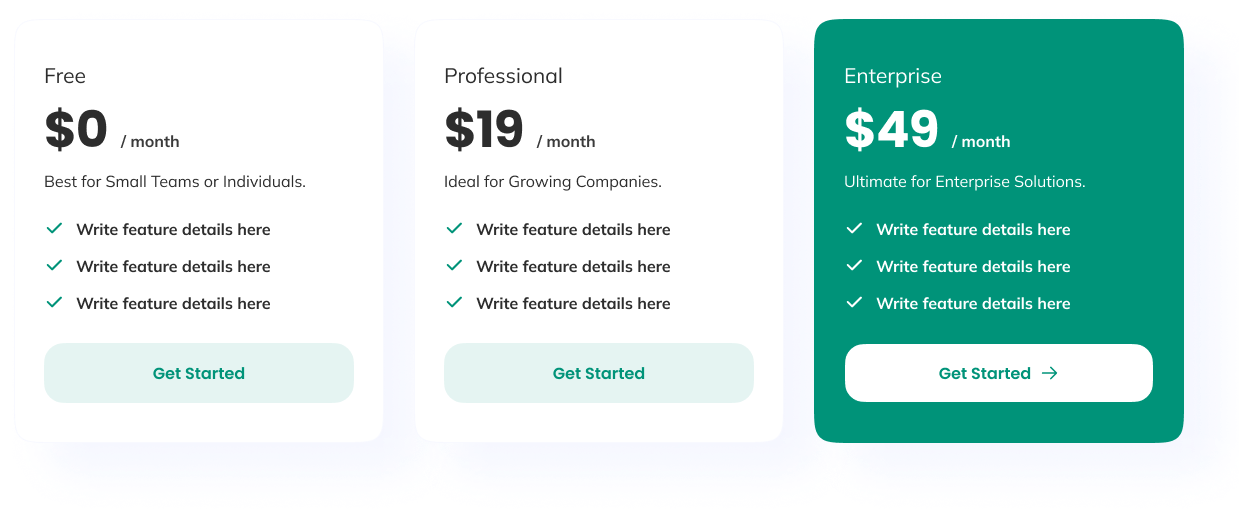 Free
$0 / month
Best for Small Teams or Individuals.
Write feature details here
Write feature details here
Write feature details here
Get Started
Professional
$19 / month
Ideal for Growing Companies.
Write feature details here
Write feature details here
Write feature details here
Get Started
Enterprise
$49 / month
Ultimate for Enterprise Solutions.
Write feature details here
Write feature details here
Write feature details here
Get Started →